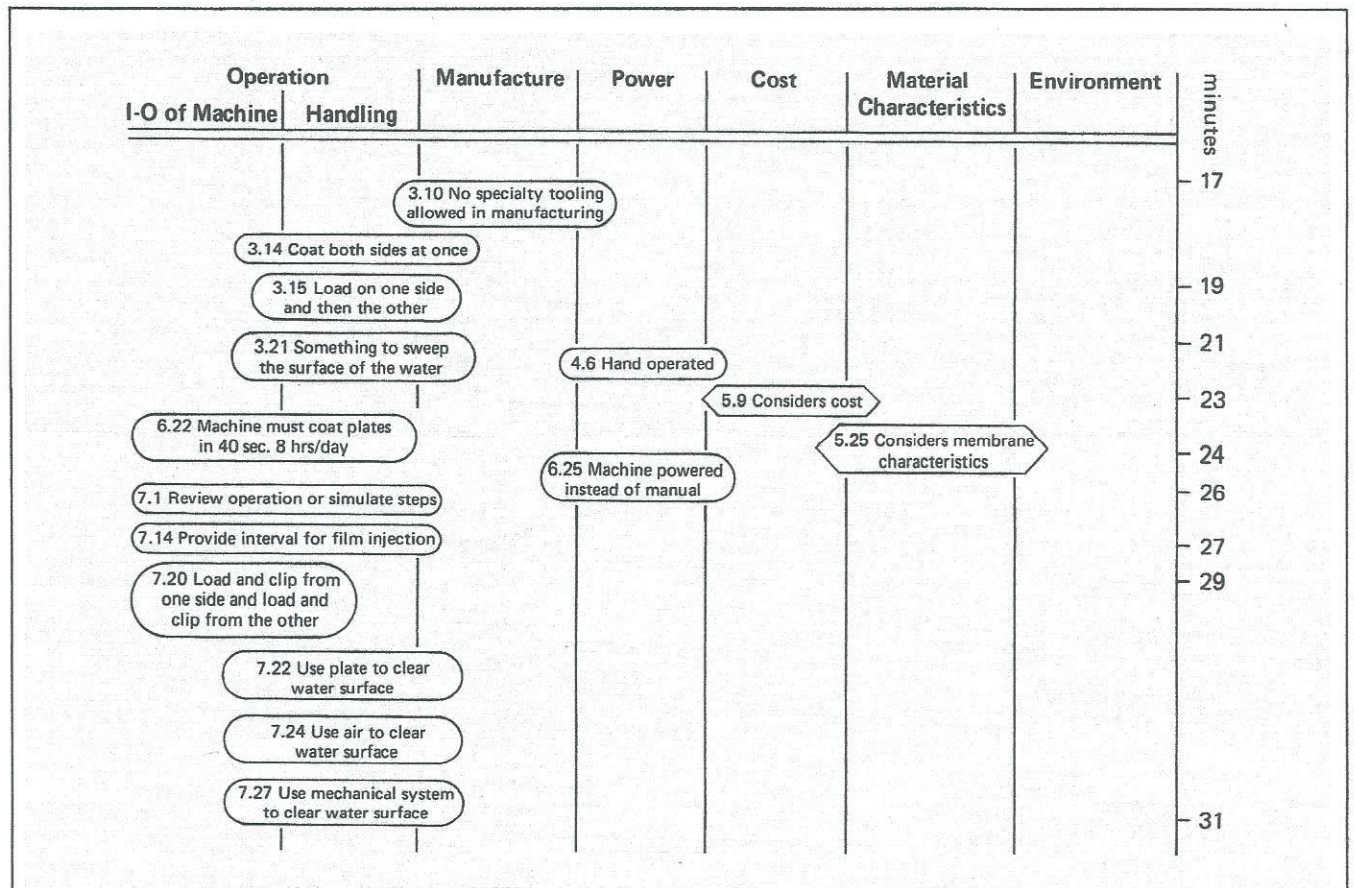 Operation
Manufacture
Power
Cost
Material
Characteristics
Environment
minutes
I-O of Machine
Handling
17
3.10 No specialty tooling
allowed in manufacturing
3.14 Coat both sides at once
3.15 Load on one side
and then the other
19
3.21 Something to sweep
the surface of the water
21
4.6 Hand operated
5.9 Considers cost
23
6.22 Machine must coat plates
in 40 sec. 8 hrs/day
5.25 Considers membrane
characteristics
24
6.25 Machine powered
instead of manual
26
7.1 Review operation or simulate steps
7.14 Provide interval for film injection
27
7.20 Load and clip from
one side and load and
clip from the other
29
7.22 Use plate to clear
water surface
7.24 Use air to clear
water surface
7.27 Use mechanical system
to clear water surface
31